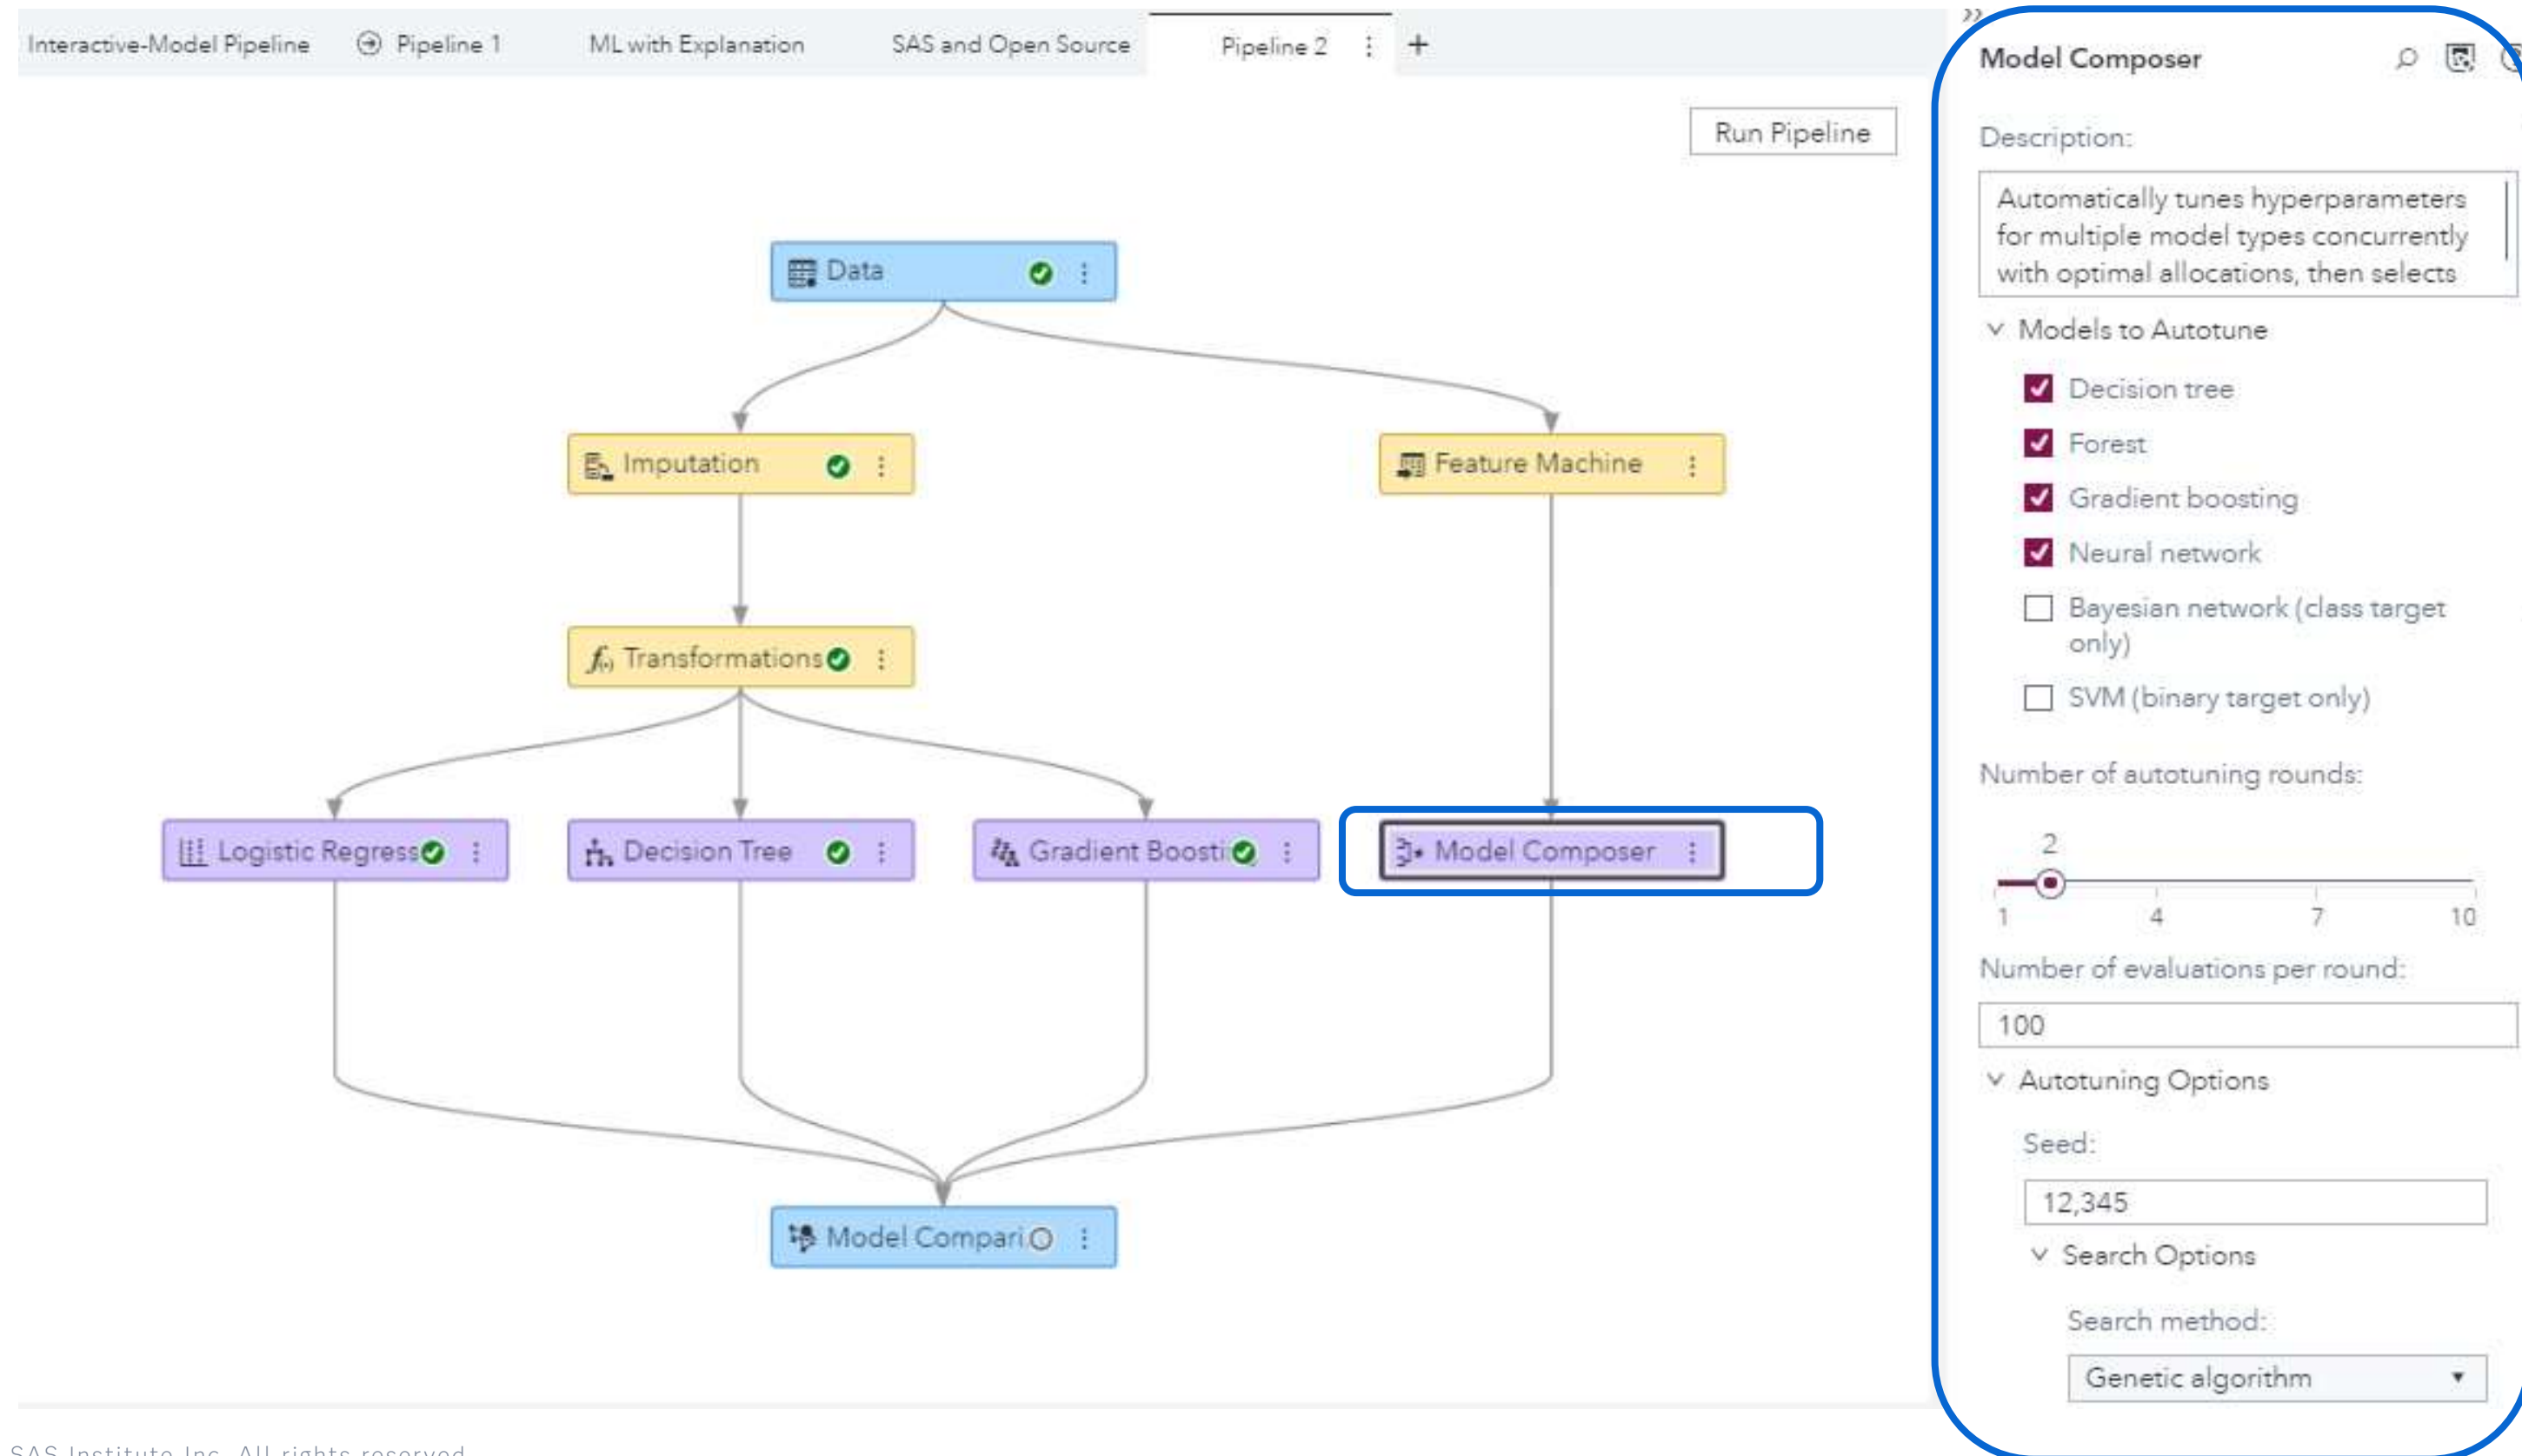 Interactive-Model Pipeline
Pipeline 1
ML with Explanation
SAS and Open Source
Pipeline 2
+
Run Pipeline
Data
Imputation
Feature Machine
Transformations
Logistic Regress
Decision Tree
Gradient Boosti
Model Composer
Model Compari
Model Composer
Description:
Automatically tunes hyperparameters
for multiple model types concurrently
with optimal allocations, then selects
Models to Autotune
Decision tree
Forest
Gradient boosting
Neural network
Bayesian network (class target
only)
SVM (binary target only)
Number of autotuning rounds:
2
1 4 7 10
Number of evaluations per round:
100
Autotuning Options
Seed:
12,345
Search Options
Search method:
Genetic algorithm
SAS Institute Inc. All rights reserved